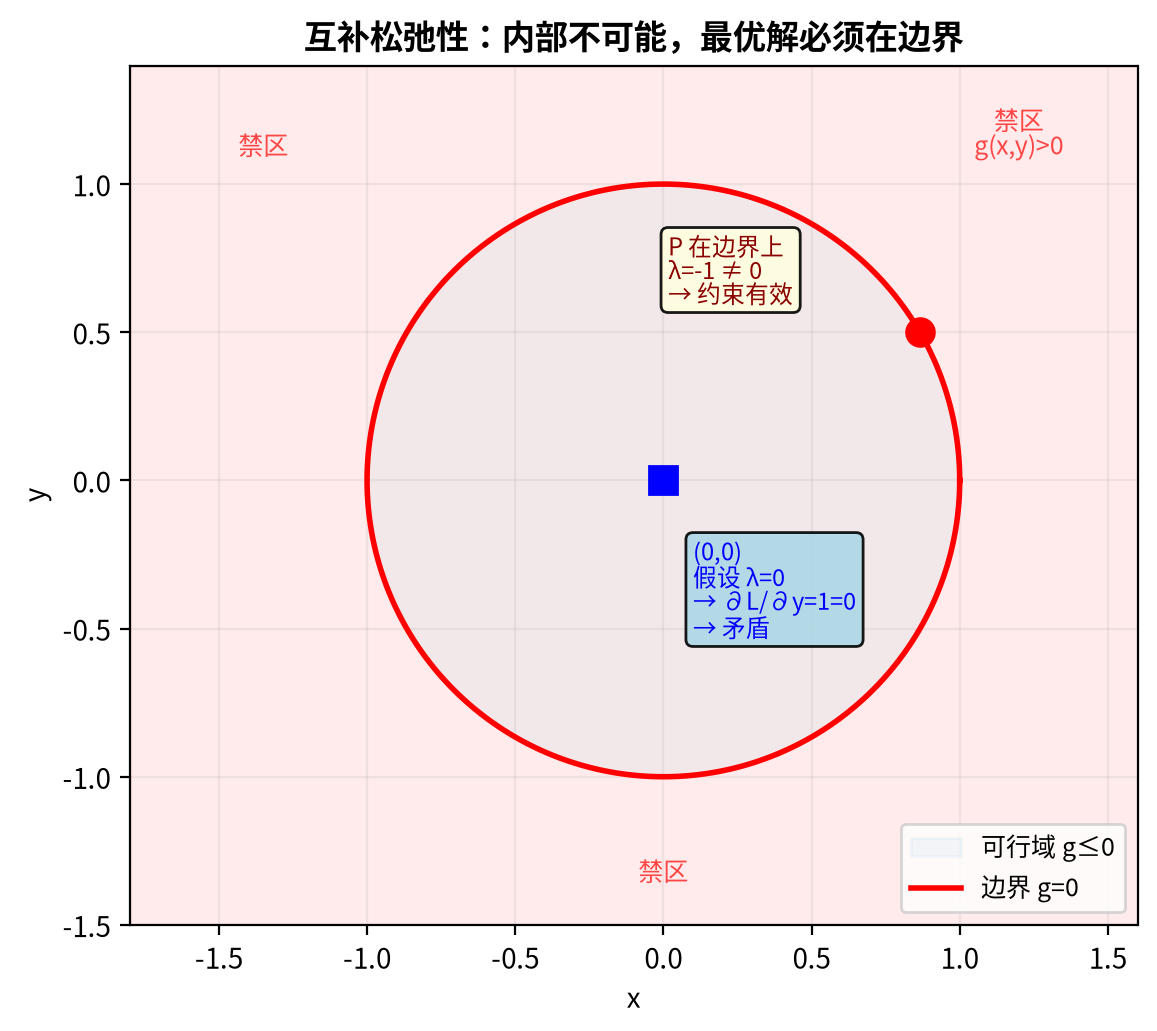 互补松弛性：内部不可能，最优解必须在边界
禁区
禁区
g(x,y)>0
P 在边界上
λ=-1 ≠ 0
→ 约束有效
(0,0)
假设 λ=0
→ ∂L/∂y=1=0
→ 矛盾
禁区
可行域 g≤0
边界 g=0
1.0
0.5
0.0
-0.5
-1.0
-1.5
y
-1.5
-1.0
-0.5
0.0
0.5
1.0
1.5
x